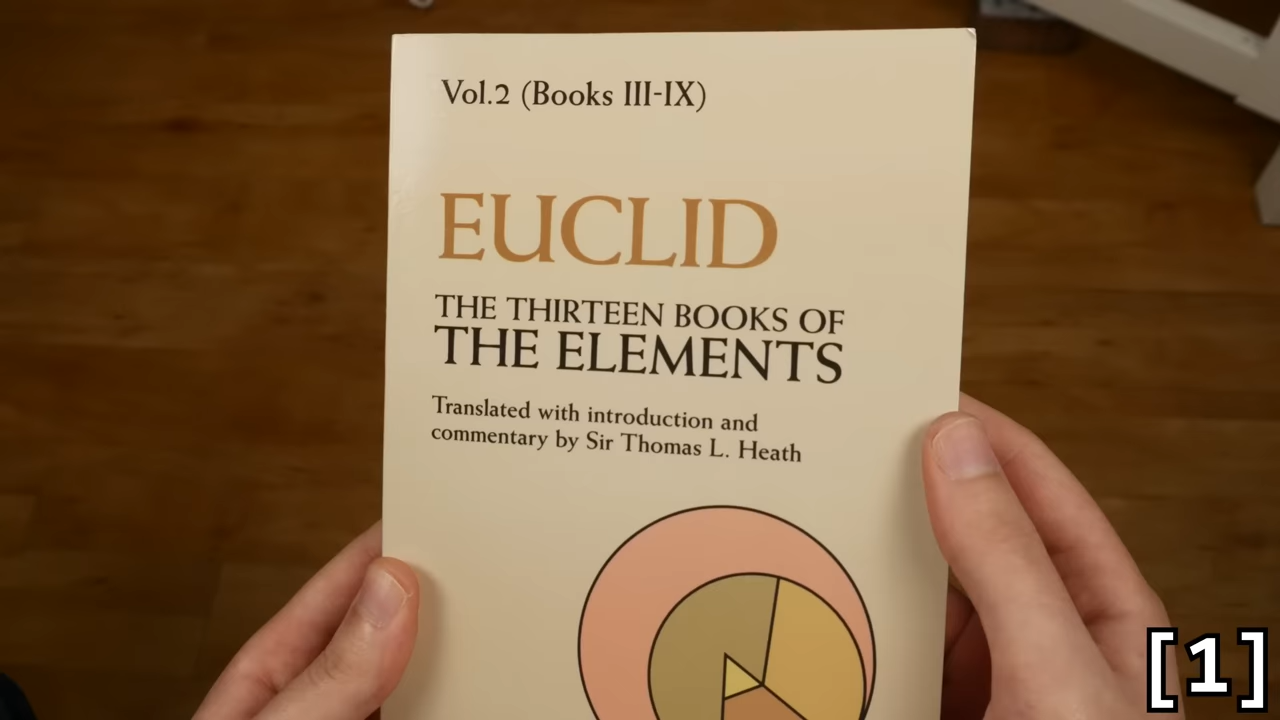 Vol.2 (Books III-IX)
EUCLID
THE THIRTEEN BOOKS OF
THE ELEMENTS
Translated with introduction and
commentary by Sir Thomas L. Heath
[1]